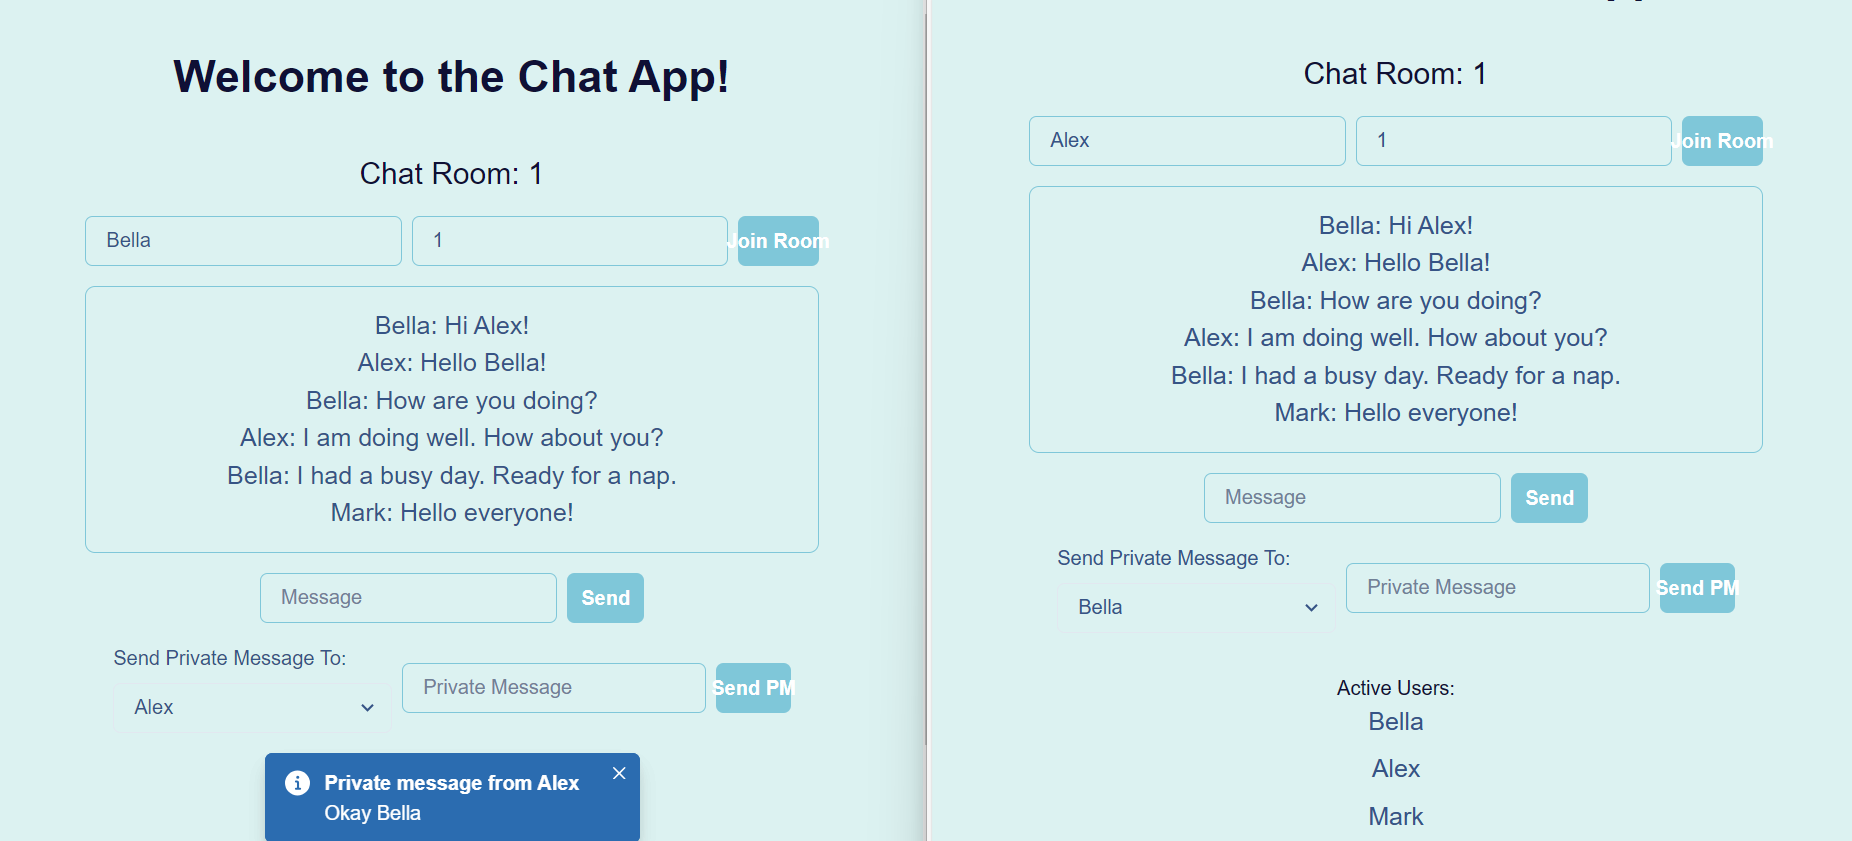 Welcome to the Chat App!
Chat Room: 1
Bella
1
Join Room
Bella: Hi Alex!
Alex: Hello Bella!
Bella: How are you doing?
Alex: I am doing well. How about you?
Bella: I had a busy day. Ready for a nap.
Mark: Hello everyone!
Message
Send
Send Private Message To:
Alex
Private Message
Send PM
Private message from Alex
Okay Bella
Chat Room: 1
Alex
1
Join Room
Bella: Hi Alex!
Alex: Hello Bella!
Bella: How are you doing?
Alex: I am doing well. How about you?
Bella: I had a busy day. Ready for a nap.
Mark: Hello everyone!
Message
Send
Send Private Message To:
Bella
Private Message
Send PM
Active Users:
Bella
Alex
Mark